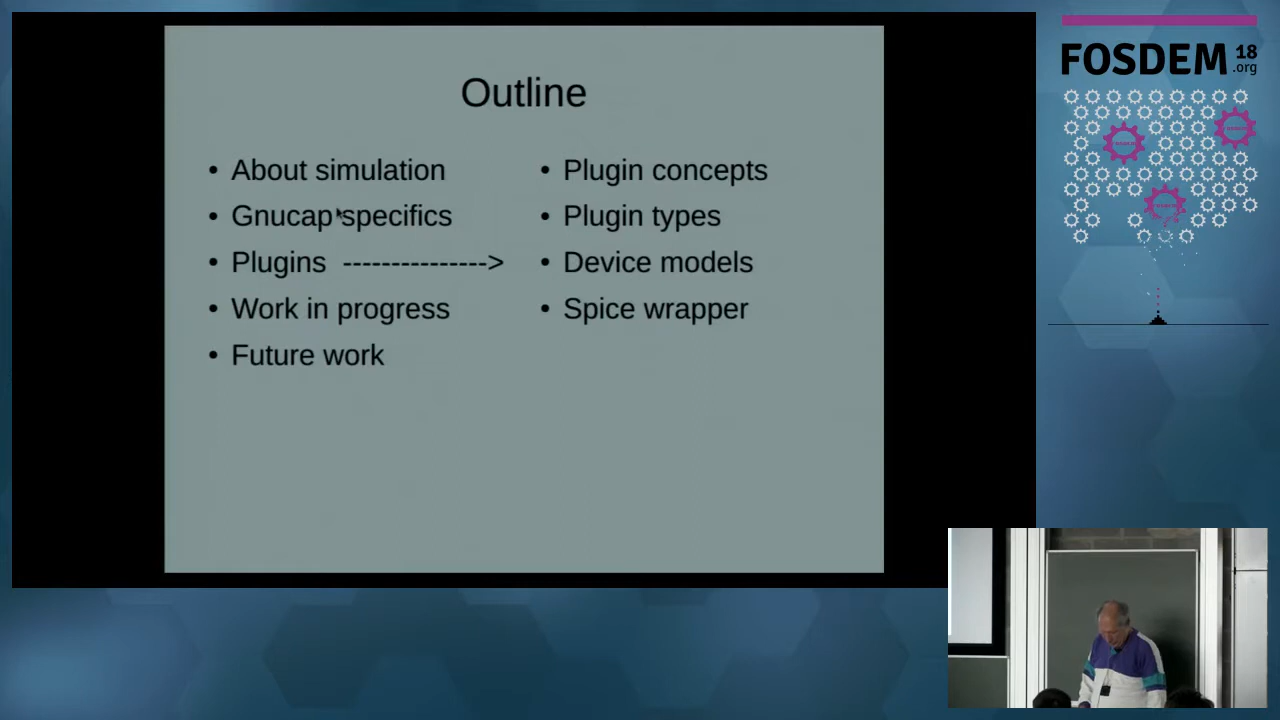 Outline
• About simulation
• Gnucap specifics
• Plugins --------------->
• Work in progress
• Future work
• Plugin concepts
• Plugin types
• Device models
• Spice wrapper
FOSDEM 18
.org